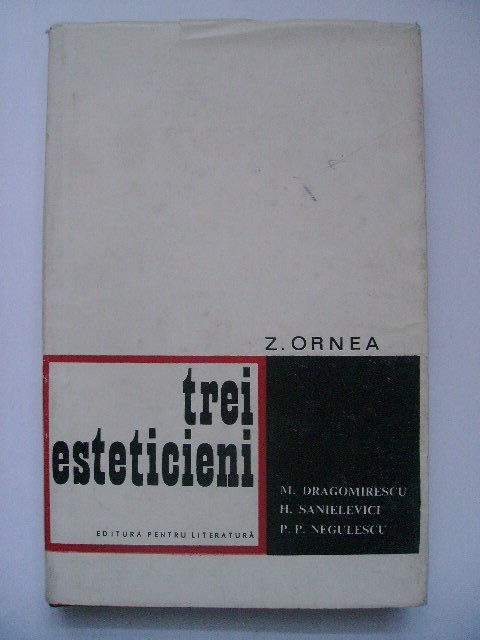 Z. ORNEA
trei
esteticieni
EDITURA PENTRU LITERATURĂ
M. DRAGOMIRESCU
H. SANIELEVICI
P. P. NEGULESCU